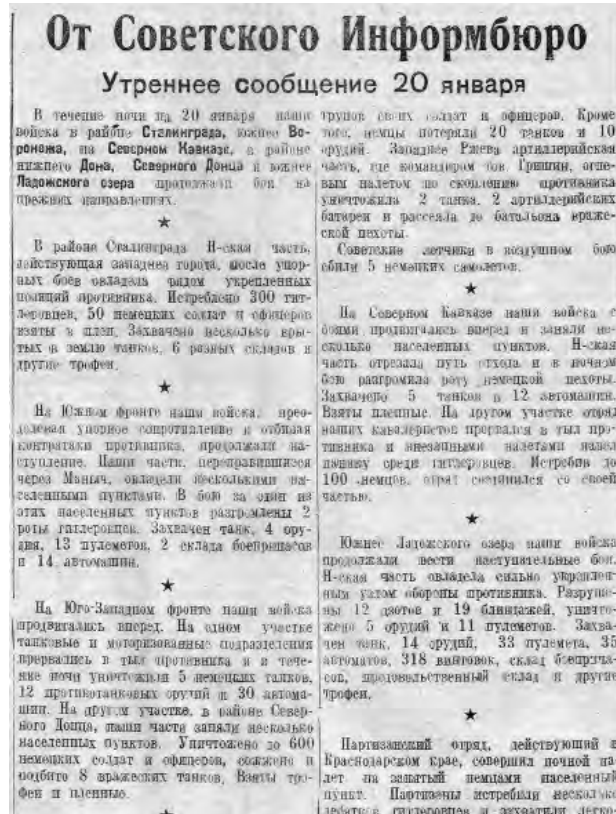 От Советского Информбюро
Утреннее сообщение 20 января
В течение ночи на 20 января наши
войска в районе Сталинграда, южнее Во-
ронежа, на Северном Кавказе, в районе
нижнего Дона, Северного Донца и южнее
Ладожского озера продолжали бои на
прежних направлениях.
★
В районе Сталинграда Н-ская часть,
действующая западнее города, после упор-
ных боев овладела рядом укрепленных
позиций противника. Истреблено 300 гит-
леровцев, 50 немецких солдат и офицеров
взяты в плен. Захвачено несколько вры-
тых в землю танков, 6 разных складов и
другие трофеи.
★
На Южном фронте наши войска, прео-
долевая упорное сопротивление и отбивая
контратаки противника, продолжали на-
ступление. Наши части, переправившиеся
через Маныч, овладели несколькими на-
селенными пунктами. В бою за один из
этих населенных пунктов разгромлены 2
роты гитлеровцев. Захвачен танк, 4 ору-
дия, 13 пулеметов, 2 склада боеприпасов
и 14 автомашин.
★
На Юго-Западном фронте наши войска
продвигались вперед. На одном участке
танковые и моторизованные подразделения
прорвались в тыл противника и в тече-
ние ночи уничтожили 5 немецких танков,
12 противотанковых орудий и 30 автома-
шин. На другом участке, в районе Север-
ного Донца, наши части заняли несколько
населенных пунктов. Уничтожено до 600
немецких солдат и офицеров, сожжено и
подбито 8 вражеских танков. Взяты тро-
феи и пленные.
★
трупов своих солдат и офицеров. Кроме
того, немцы потеряли 20 танков и 10
орудий. Западнее Ржева артиллерийская
часть, где командиром тов. Гришин, огне-
вым налетом по скоплению противника
уничтожила 2 танка, 2 артиллерийских
батареи и рассеяла до батальона враже-
ской пехоты.
Советские летчики в воздушном бою
сбили 5 немецких самолетов.
★
На Северном Кавказе наши войска с
боями продвигались вперед и заняли не-
сколько населенных пунктов. Н-ская
часть отрезала путь отхода и в ночном
бою разгромила роту немецкой пехоты.
Захвачено 5 танков и 12 автомашин.
Взяты пленные. На другом участке отряд
наших кавалеристов прорвался в тыл про-
тивника и внезапными налетами навел
панику среди гитлеровцев. Истребив до
100 немцев, отряд соединился со своей
частью.
★
Южнее Ладожского озера наши войска
продолжали вести наступательные бои.
Н-ская часть овладела сильно укреплен-
ным узлом обороны противника. Разруше-
ны 12 дзотов и 19 блиндажей, уничто-
жено 5 орудий и 11 пулеметов. Захва-
чен танк, 14 орудий, 33 пулемета, 35
автоматов, 318 винтовок, склад боеприпа-
сов, продовольственный склад и другие
трофеи.
★
Партизанский отряд, действующий в
Краснодарском крае, совершил ночной на-
лет на занятый немцами населенный
пункт. Партизаны истребили несколько
десятков гитлеровцев и захватили легко-